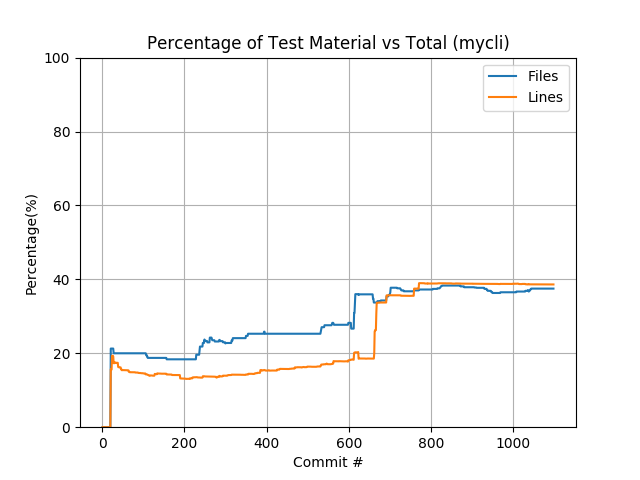 Percentage of Test Material vs Total (mycli)
Files
Lines
100
80
60
40
20
0
Percentage(%)
0 200 400 600 800 1000
Commit #